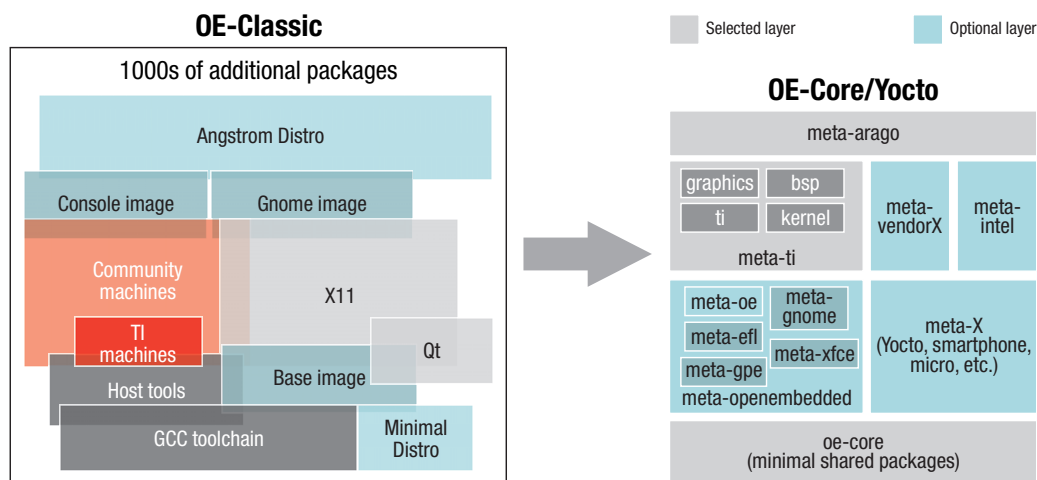 OE-Classic
1000s of additional packages
Angstrom Distro
Console image
Gnome image
Community
machines
X11
TI
machines
Qt
Host tools
Base image
GCC toolchain
Minimal
Distro
Selected layer
Optional layer
OE-Core/Yocto
meta-arago
graphics
bsp
ti
kernel
meta-ti
meta-
vendorX
meta-
intel
meta-oe
meta-
gnome
meta-efl
meta-xfce
meta-gpe
meta-openembedded
meta-X
(Yocto, smartphone,
micro, etc.)
oe-core
(minimal shared packages)